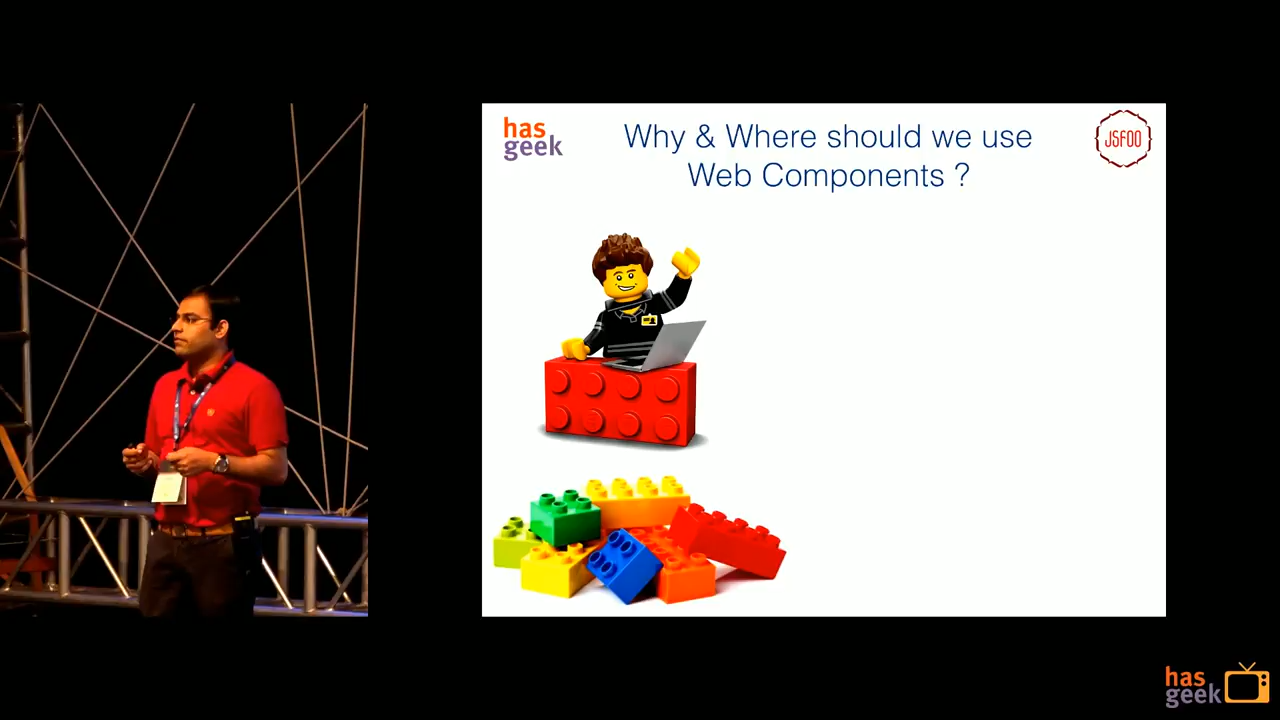 has
geek
Why & Where should we use
Web Components ?
JSFOO
has
geek